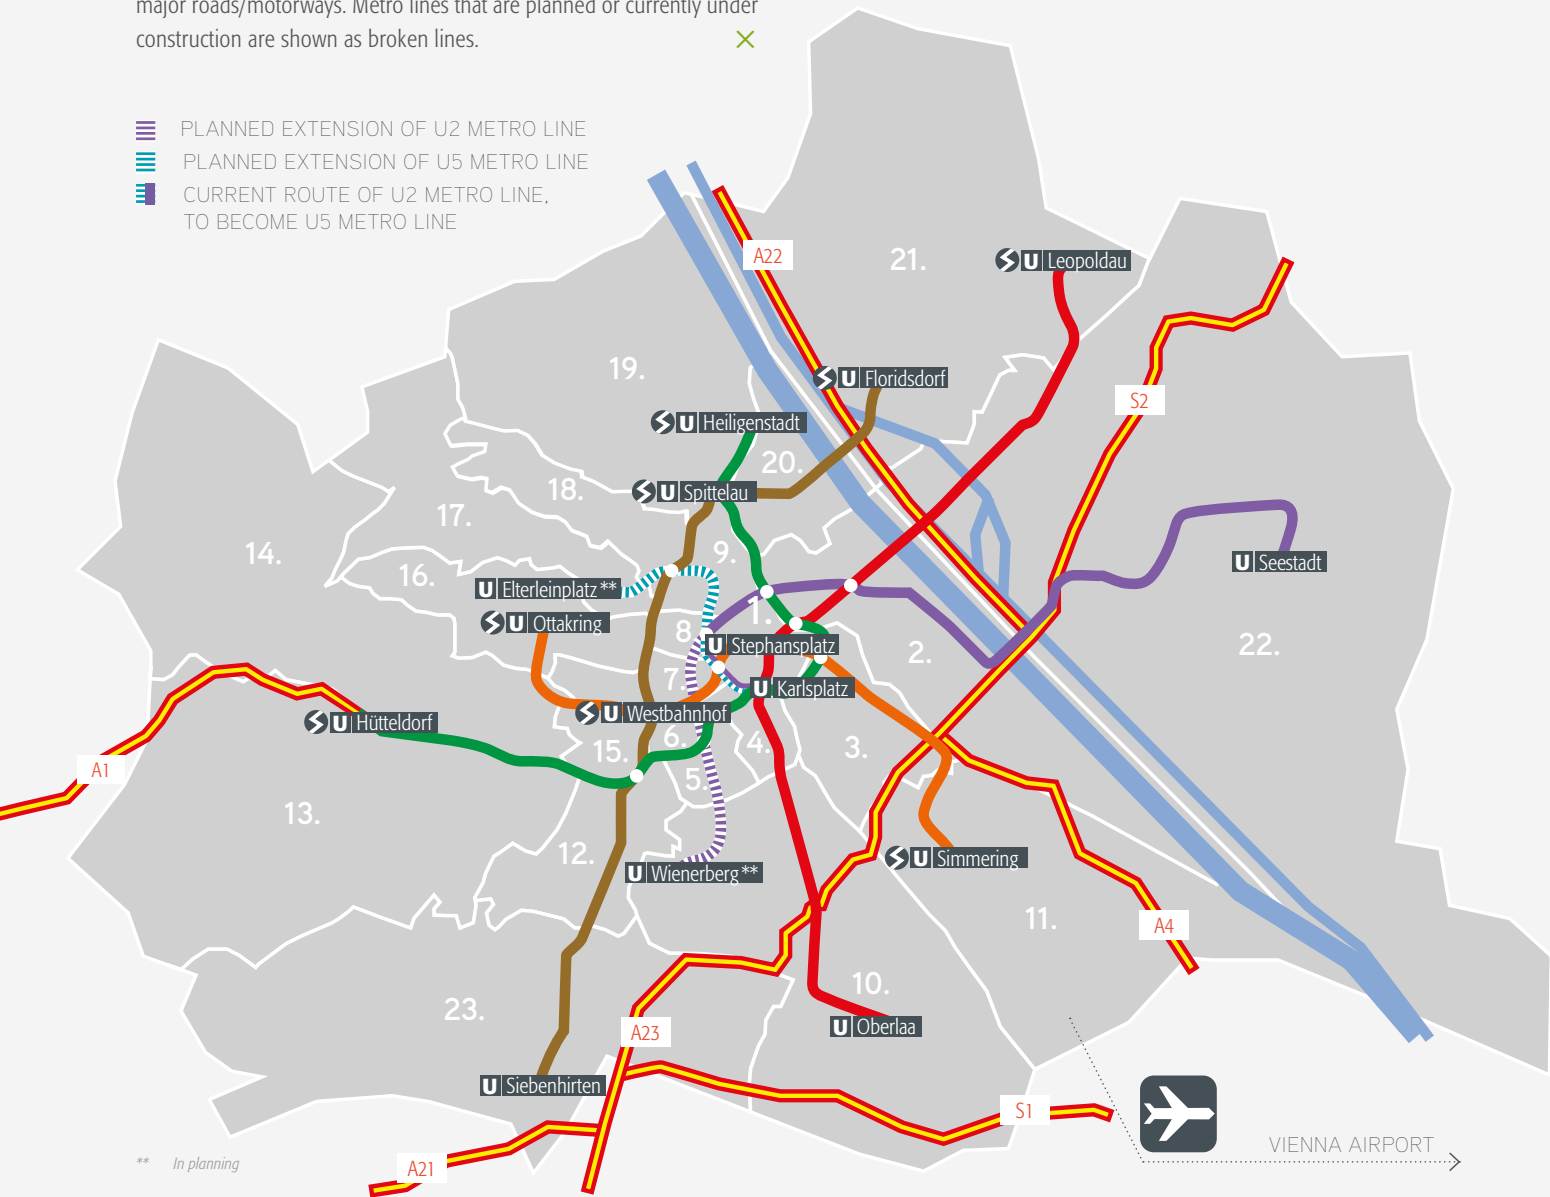 major roads/motorways. Metro lines that are planned or currently under
construction are shown as broken lines.
PLANNED EXTENSION OF U2 METRO LINE
PLANNED EXTENSION OF U5 METRO LINE
CURRENT ROUTE OF U2 METRO LINE,
TO BECOME U5 METRO LINE
A22
21.
S U Leopoldau
19.
S U Floridsdorf
S2
S U Heiligenstadt
20.
18.
S U Spittelau
17.
14.
9.
16.
U Seestadt
U Elterleinplatz**
1.
S U Ottakring
8.
U Stephansplatz
2.
22.
7.
U Karlsplatz
S U Westbahnhof
S U Hütteldorf
6.
4.
3.
15.
A1
5.
13.
12.
S U Simmering
U Wienerberg**
11.
A4
10.
23.
U Oberlaa
A23
U Siebenhirten
S1
VIENNA AIRPORT
** In planning
A21